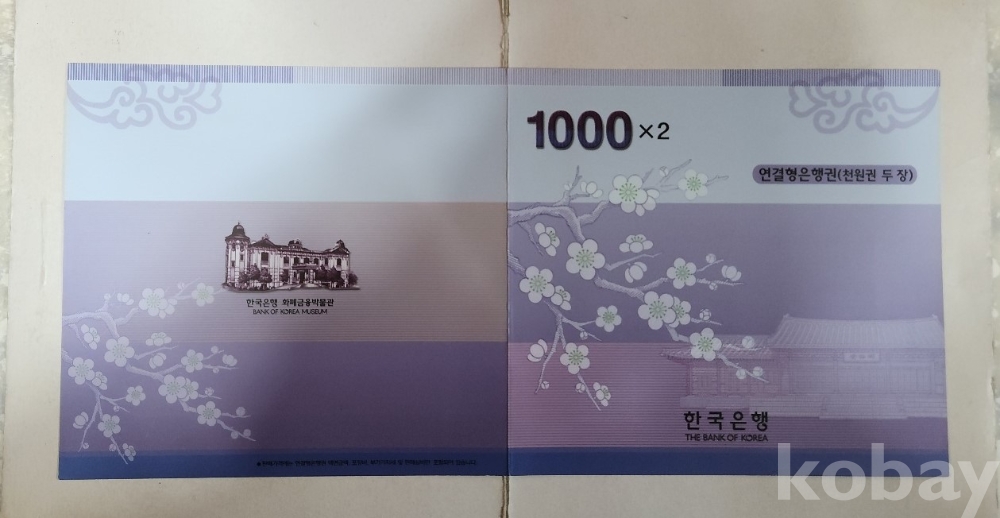 1000 ×2
연결형은행권(천원권 두 장)
한국은행 화폐금융박물관
BANK OF KOREA MUSEUM
한국은행
THE BANK OF KOREA
kobay